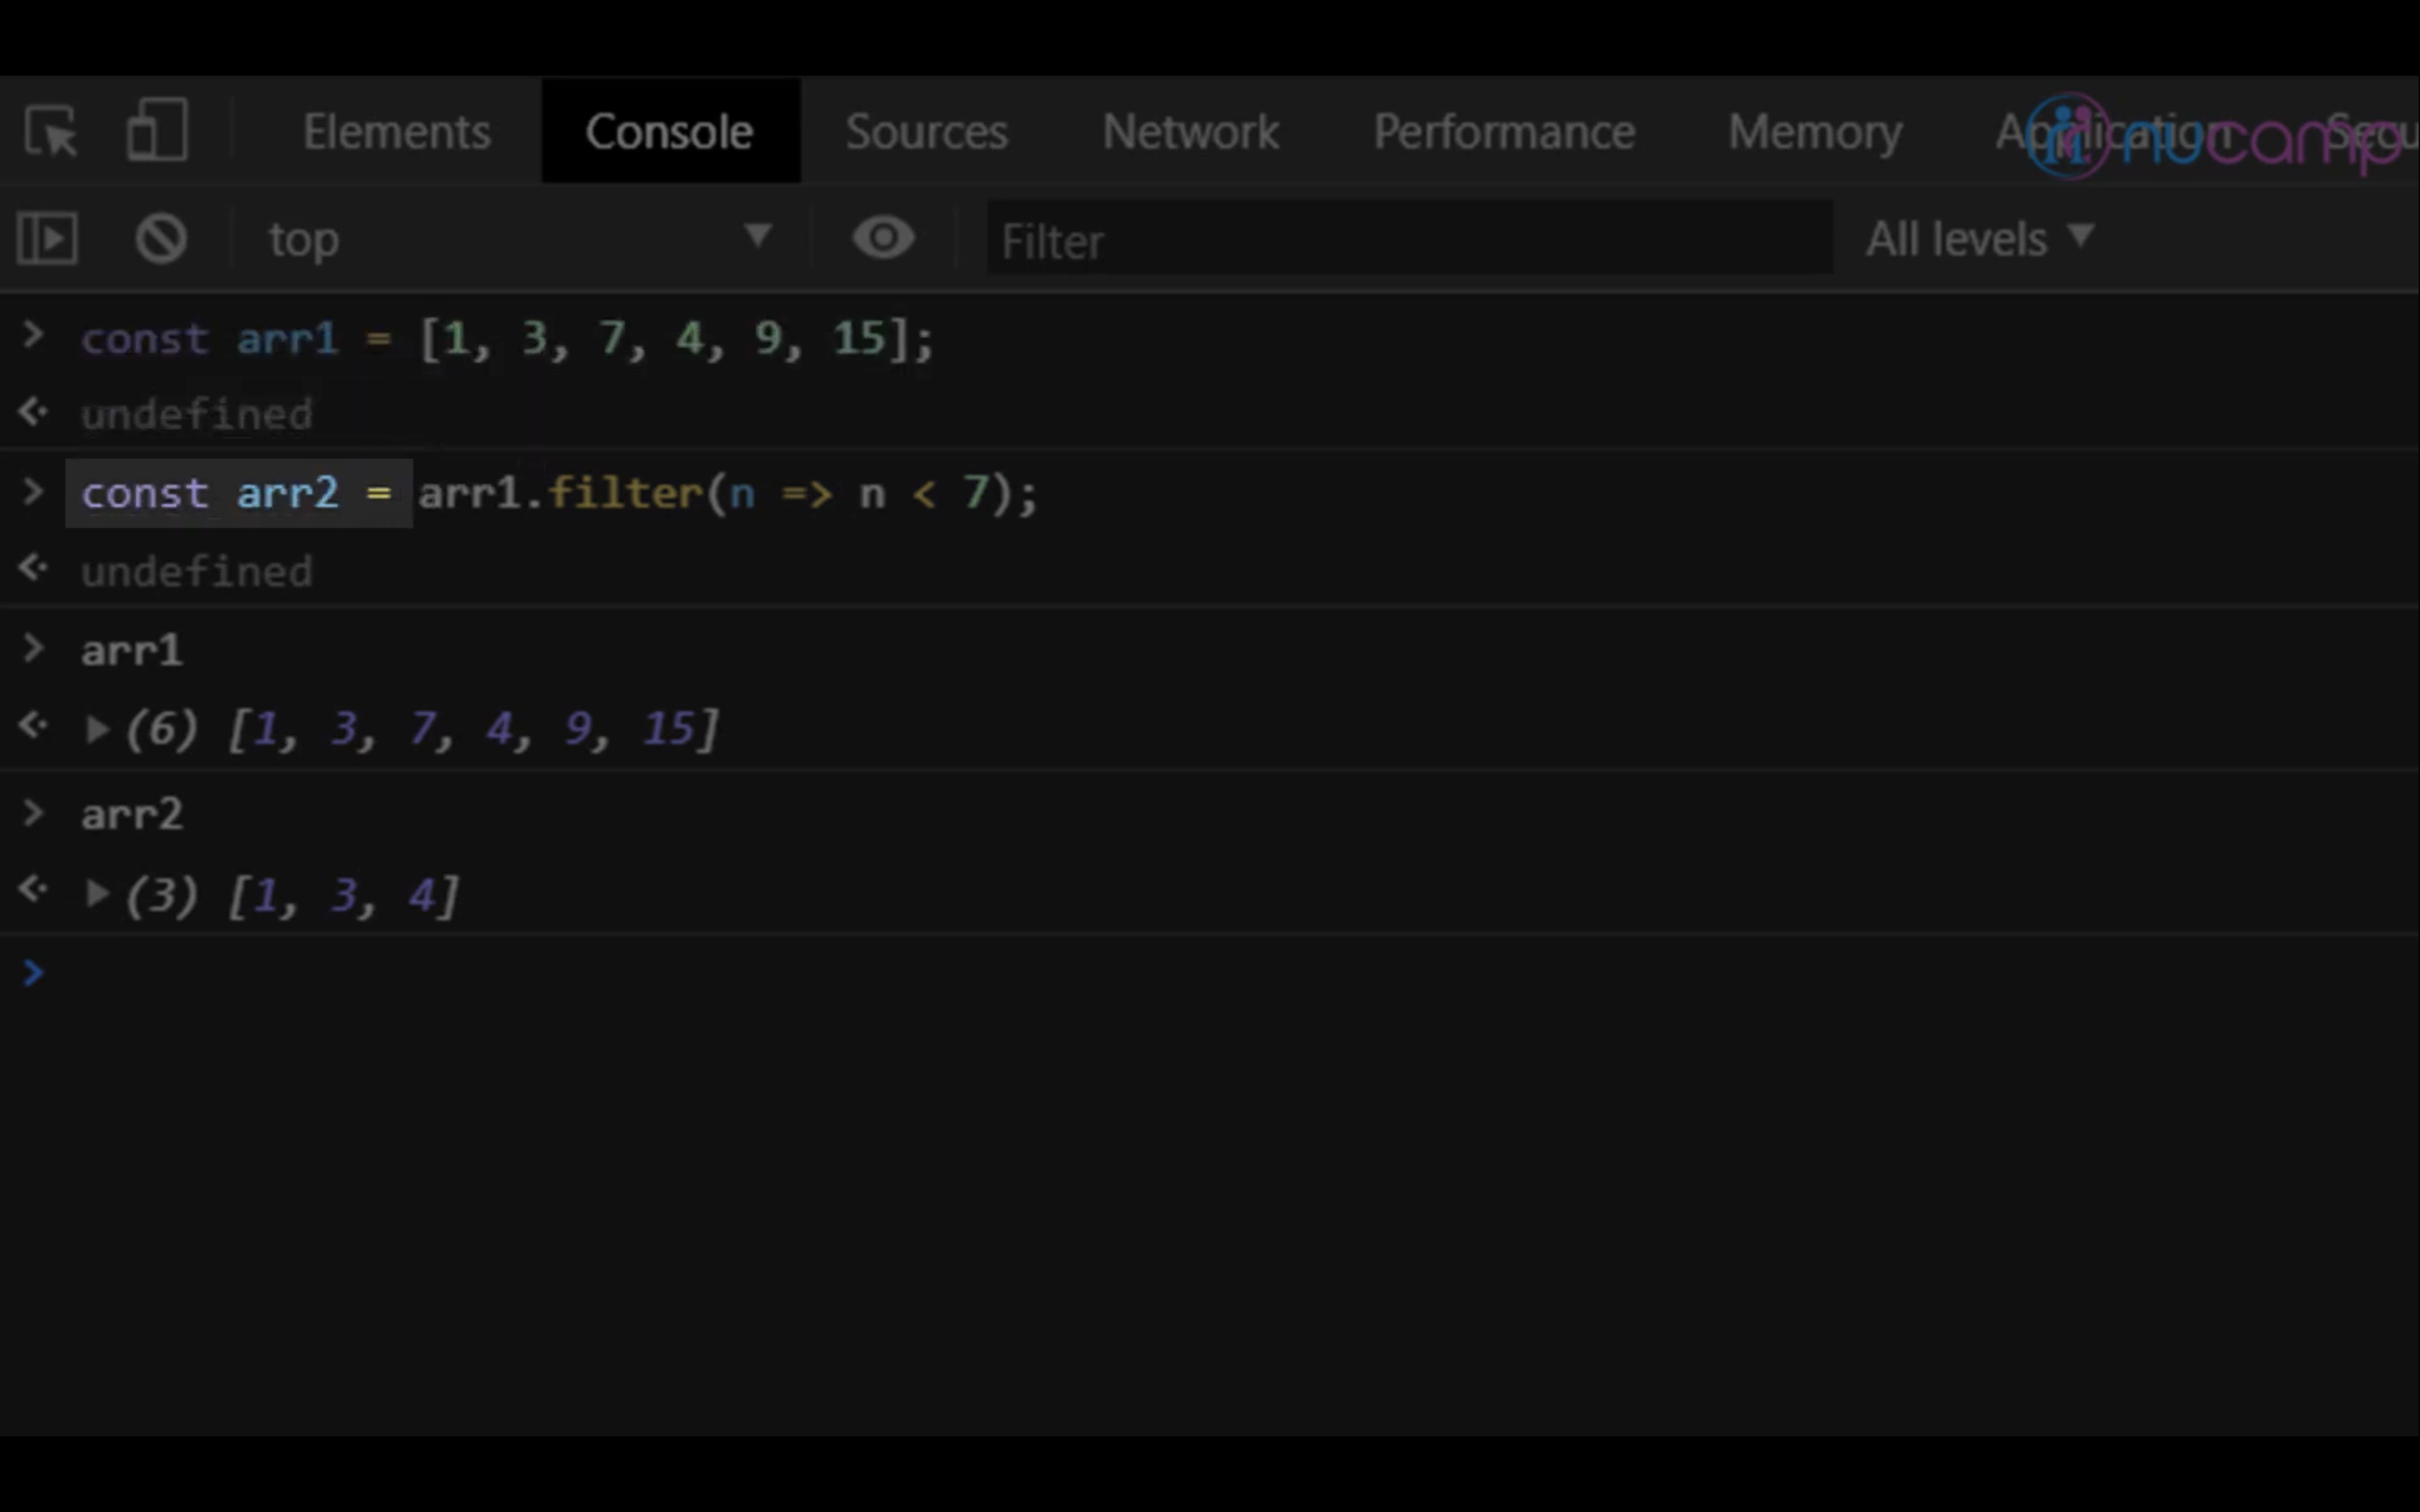 Elements Console Sources Network Performance Memory Application Secu
nucamp
top Filter All levels
> const arr1 = [1, 3, 7, 4, 9, 15];
undefined
> const arr2 = arr1.filter(n => n < 7);
undefined
> arr1
(6) [1, 3, 7, 4, 9, 15]
> arr2
(3) [1, 3, 4]
>